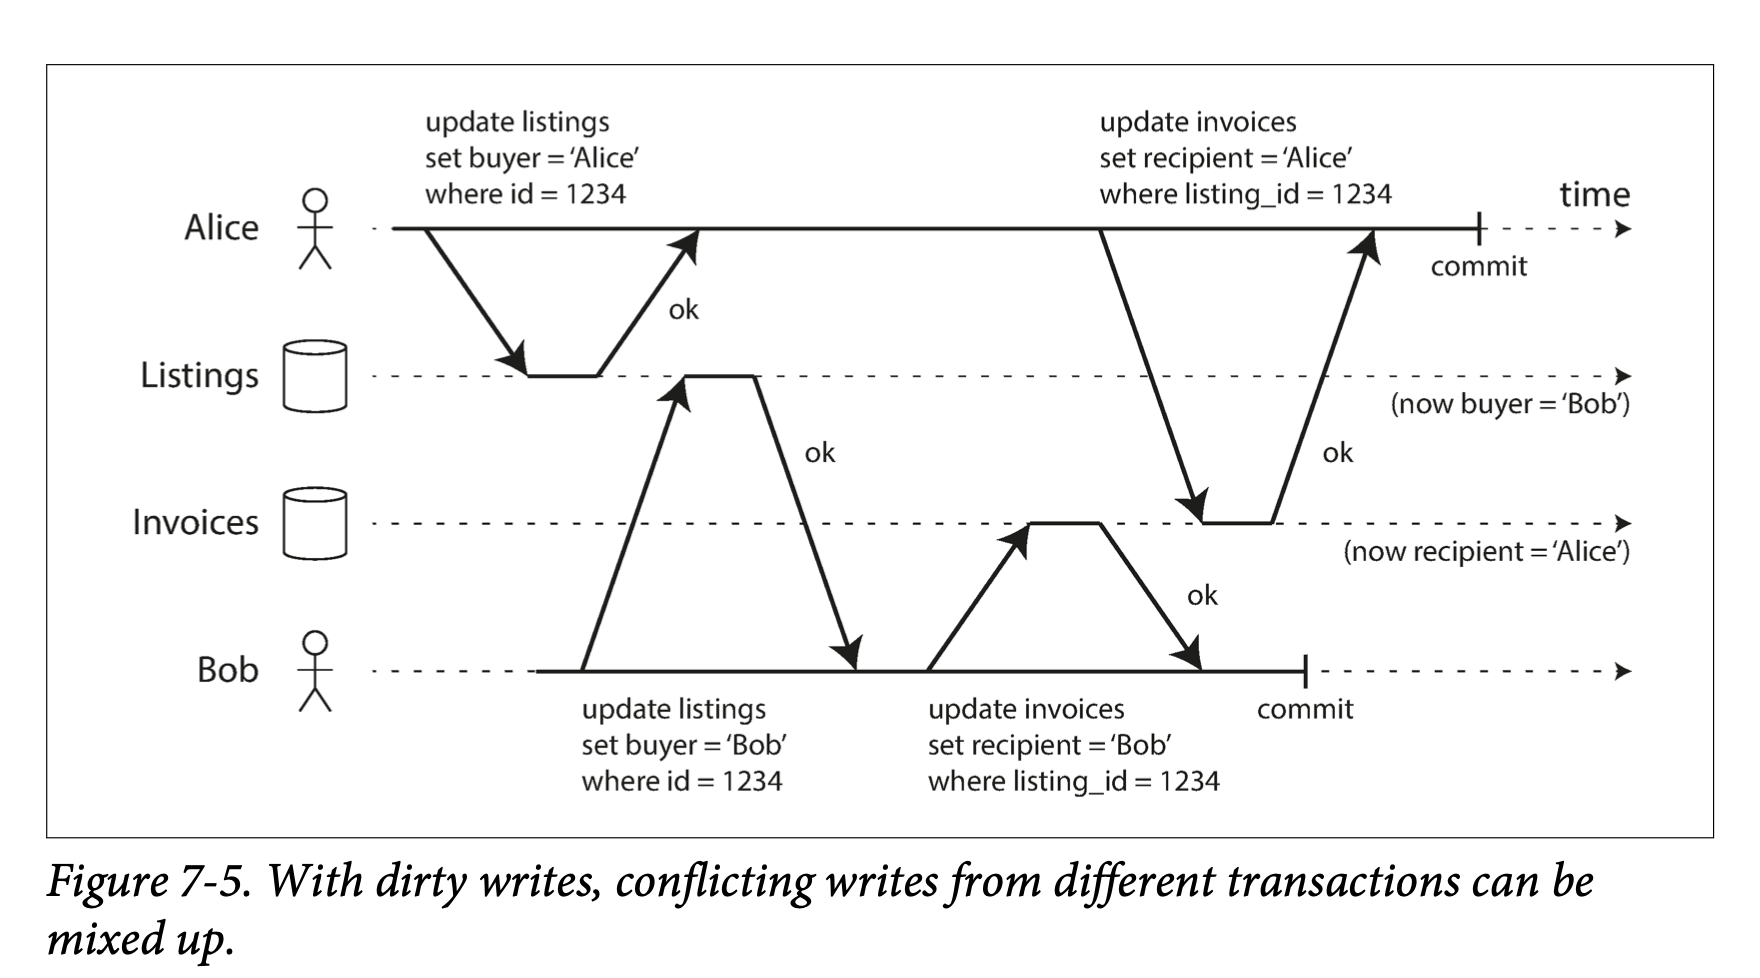 update listings
set buyer = ‘Alice’
where id = 1234
update invoices
set recipient = ‘Alice’
where listing_id = 1234
time
Alice
commit
ok
Listings
(now buyer = ‘Bob’)
ok
ok
Invoices
(now recipient = ‘Alice’)
ok
Bob
update listings
set buyer = ‘Bob’
where id = 1234
update invoices
set recipient = ‘Bob’
where listing_id = 1234
commit
Figure 7-5. With dirty writes, conflicting writes from different transactions can be
mixed up.